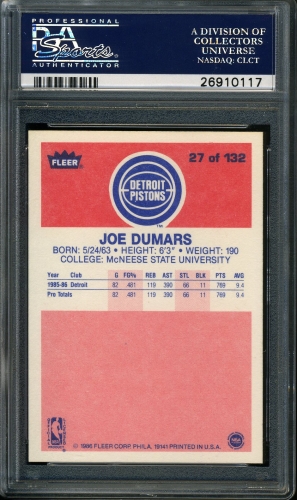 PROFESSIONAL
PSA
Sports
AUTHENTICATOR
A DIVISION OF
COLLECTORS
UNIVERSE
NASDAQ: CLCT
26910117
FLEER
DETROIT
PISTONS
TM
27 of 132
JOE DUMARS
BORN: 5/24/63 • HEIGHT: 6'3" • WEIGHT: 190
COLLEGE: McNEESE STATE UNIVERSITY
Year Club G FG% REB AST STL BLK PTS AVG
1985-86 Detroit 82 .481 119 390 66 11 769 9.4
Pro Totals 82 .481 119 390 66 11 769 9.4
© 1986 FLEER CORP. PHILA. 19141 PRINTED IN U.S.A.